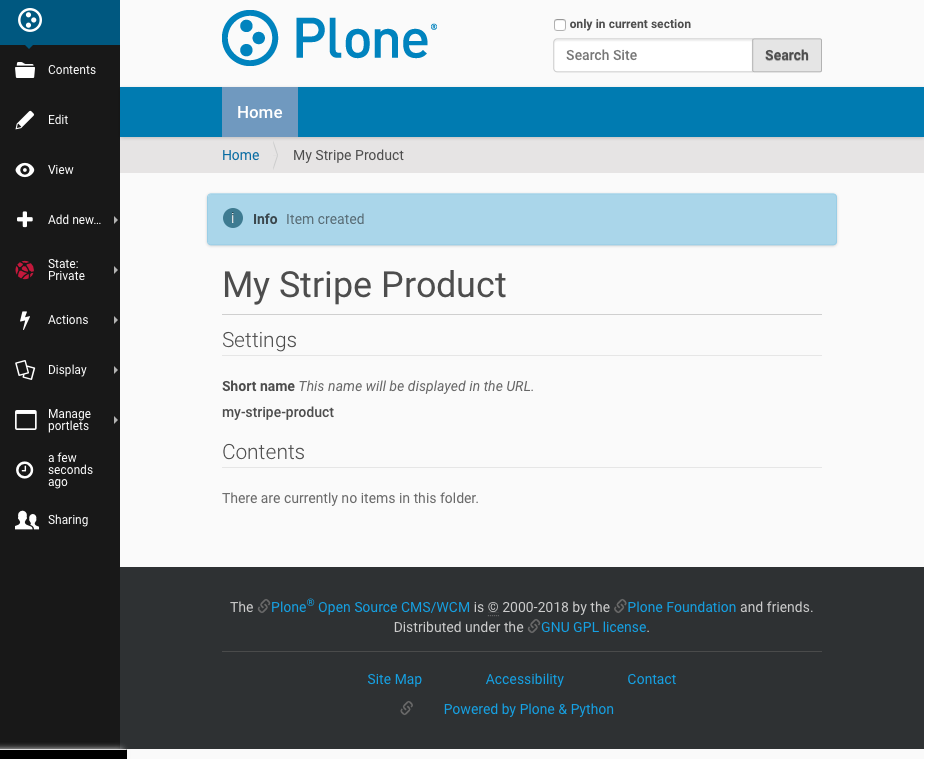 Plone®
only in current section
Search Site
Search
Home
Home
My Stripe Product
Contents
Edit
View
Add new...
State:
Private
Actions
Display
Manage
portlets
a few
seconds
ago
Sharing
i Info Item created
My Stripe Product
Settings
Short name This name will be displayed in the URL.
my-stripe-product
Contents
There are currently no items in this folder.
The Plone® Open Source CMS/WCM is © 2000-2018 by the Plone Foundation and friends.
Distributed under the GNU GPL license.
Site Map Accessibility Contact
Powered by Plone & Python